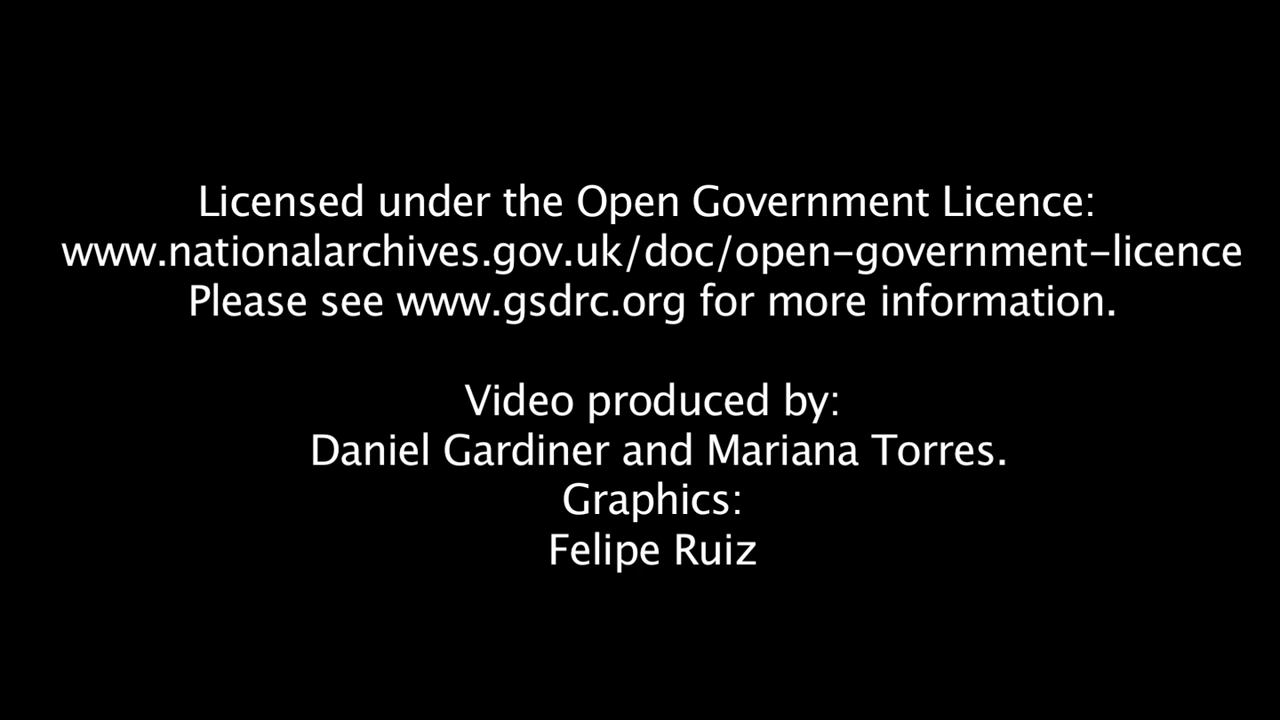 Licensed under the Open Government Licence:
www.nationalarchives.gov.uk/doc/open-government-licence
Please see www.gsdrc.org for more information.
Video produced by:
Daniel Gardiner and Mariana Torres.
Graphics:
Felipe Ruiz